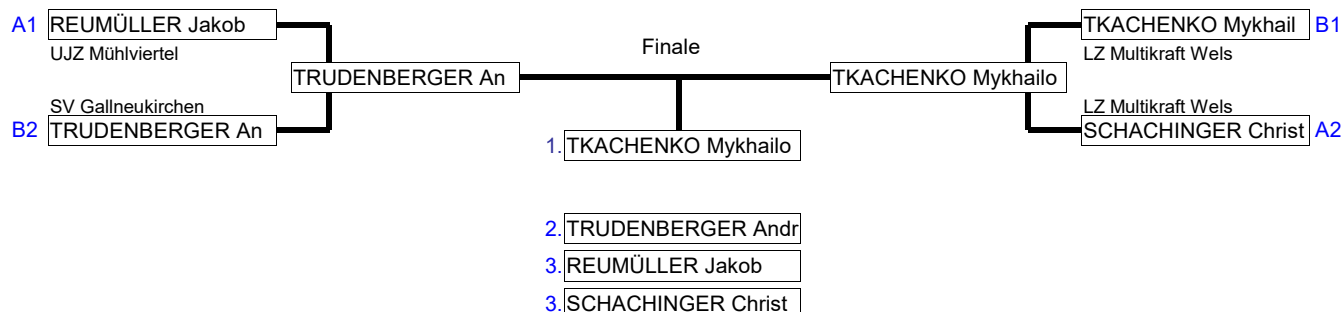 A1 REUMÜLLER Jakob
UJZ Mühlviertel
TRUDENBERGER An
SV Gallneukirchen
B2 TRUDENBERGER An
Finale
TKACHENKO Mykhail B1
LZ Multikraft Wels
TKACHENKO Mykhailo
LZ Multikraft Wels
SCHACHINGER Christ A2
1. TKACHENKO Mykhailo
2. TRUDENBERGER Andr
3. REUMÜLLER Jakob
3. SCHACHINGER Christ